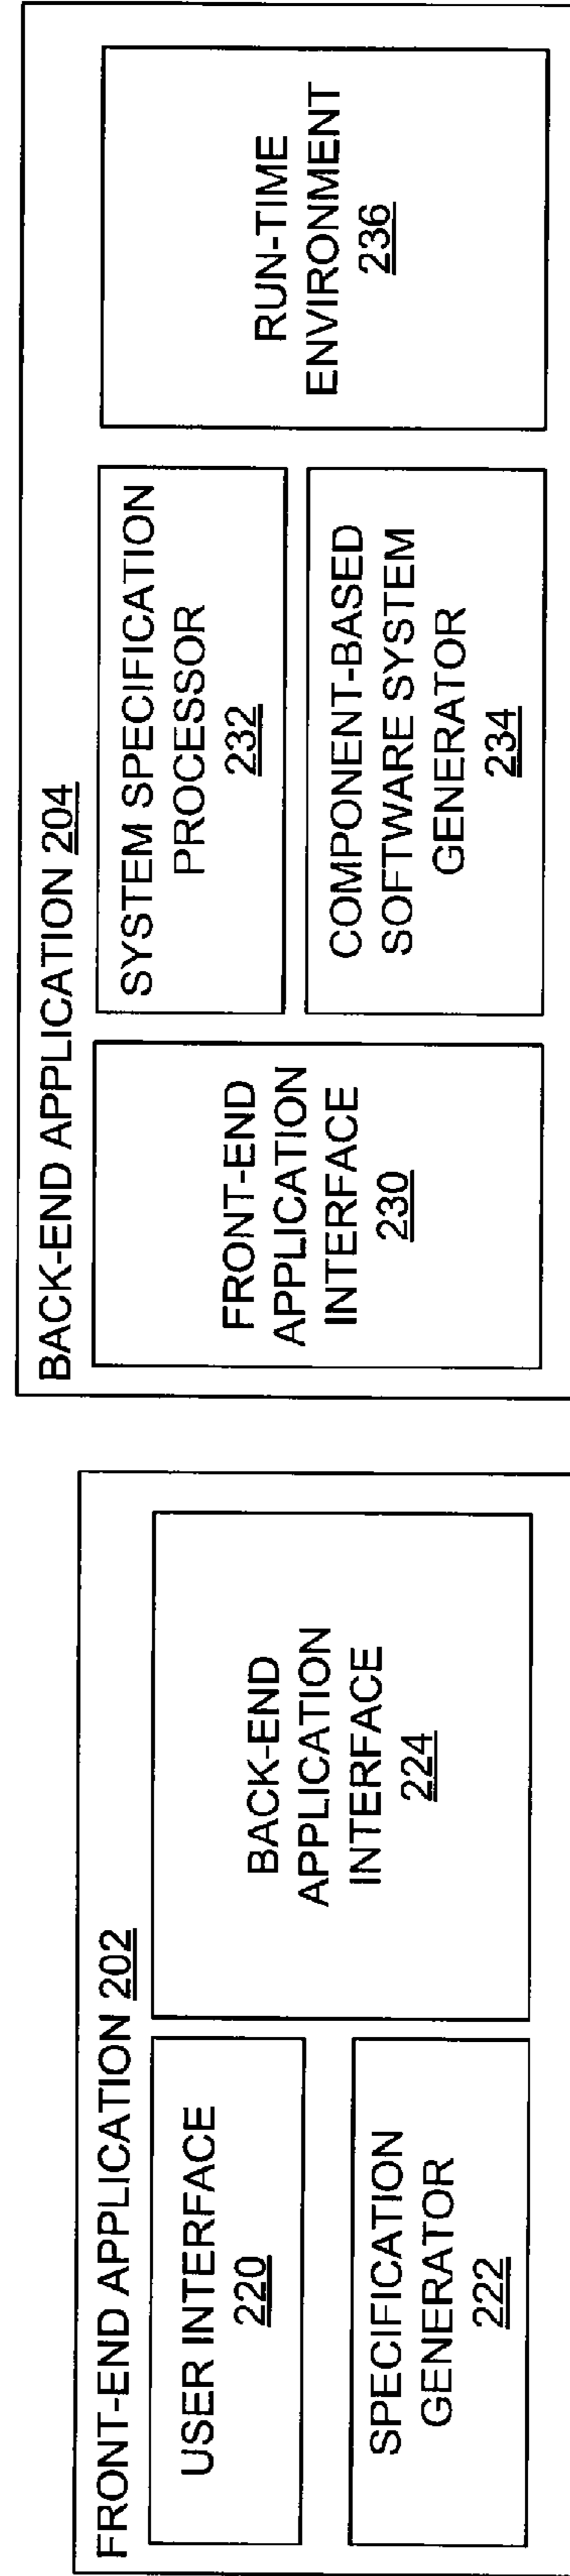 FRONT-END APPLICATION 202
USER INTERFACE
220
SPECIFICATION
GENERATOR
222
BACK-END
APPLICATION
INTERFACE
224
BACK-END APPLICATION 204
FRONT-END
APPLICATION
INTERFACE
230
SYSTEM SPECIFICATION
PROCESSOR
232
COMPONENT-BASED
SOFTWARE SYSTEM
GENERATOR
234
RUN-TIME
ENVIRONMENT
236